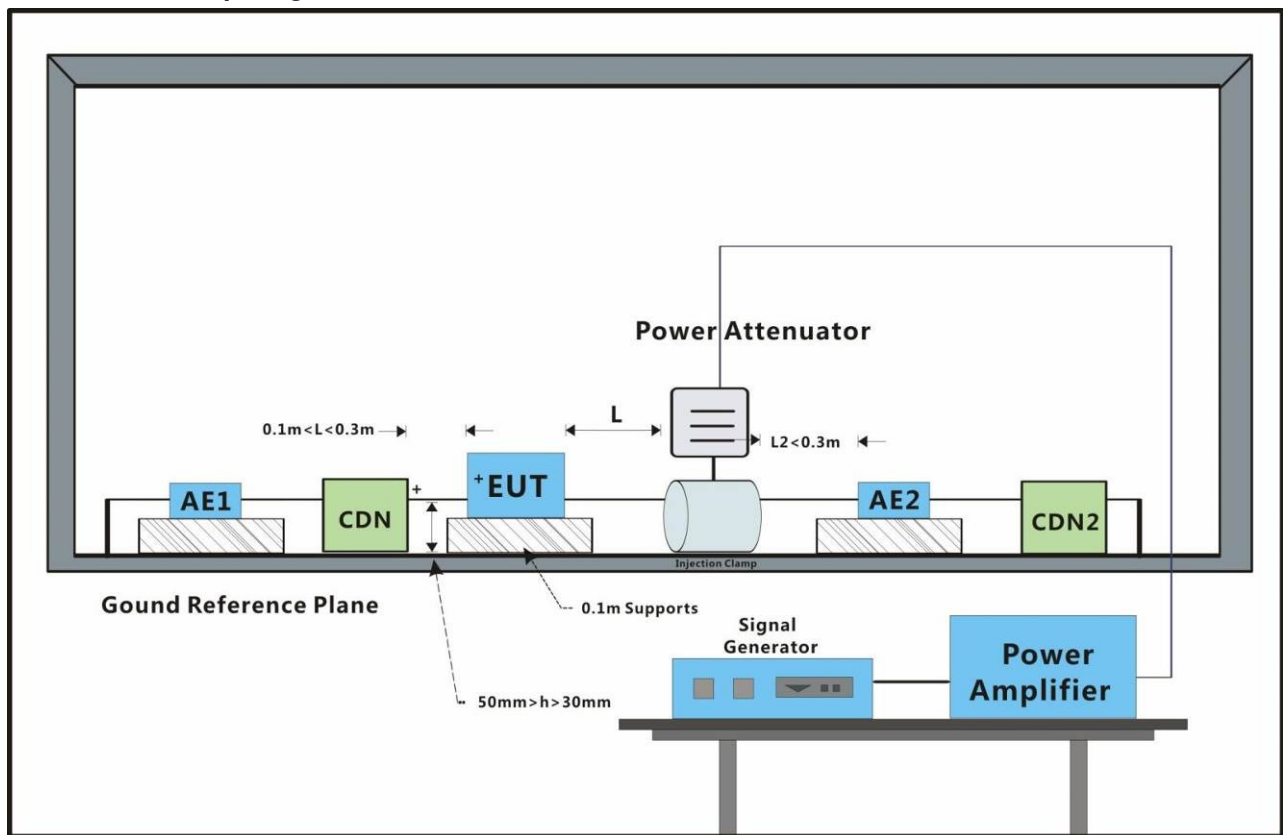 Power Attenuator
0.1m<L<0.3m
L
L2<0.3m
AE1
CDN
+
+EUT
AE2
CDN2
Injection Clamp
Gound Reference Plane
0.1m Supports
50mm>h>30mm
Signal
Generator
Power
Amplifier